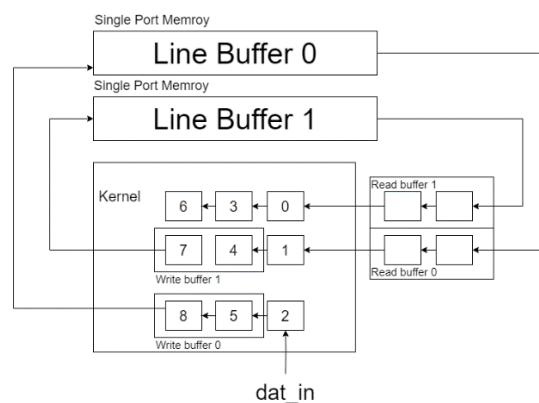 Single Port Memroy
Line Buffer 0
Single Port Memroy
Line Buffer 1
Kernel
Read buffer 1
6 3 0
7 4 1
Write buffer 1
Read buffer 0
8 5 2
Write buffer 0
dat_in